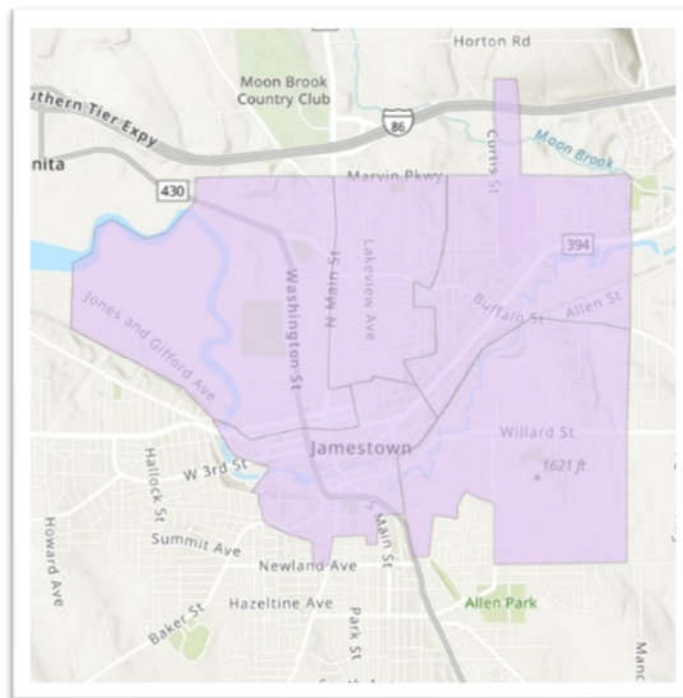 Horton Rd
Moon Brook
Country Club
uthern Tier Expy
86
Curtis St
Moon Brook
nita
430
Marvin Pkwy
394
N Main St
Lakeview Ave
Washington St
Buffalo St
Allen St
Jones and Gifford Ave
Jamestown
Willard St
W 3rd St
1621 ft
Hallock St
S Main St
Summit Ave
Howard Ave
Newland Ave
Hazeltine Ave
Allen Park
Baker St
Park St
Manc